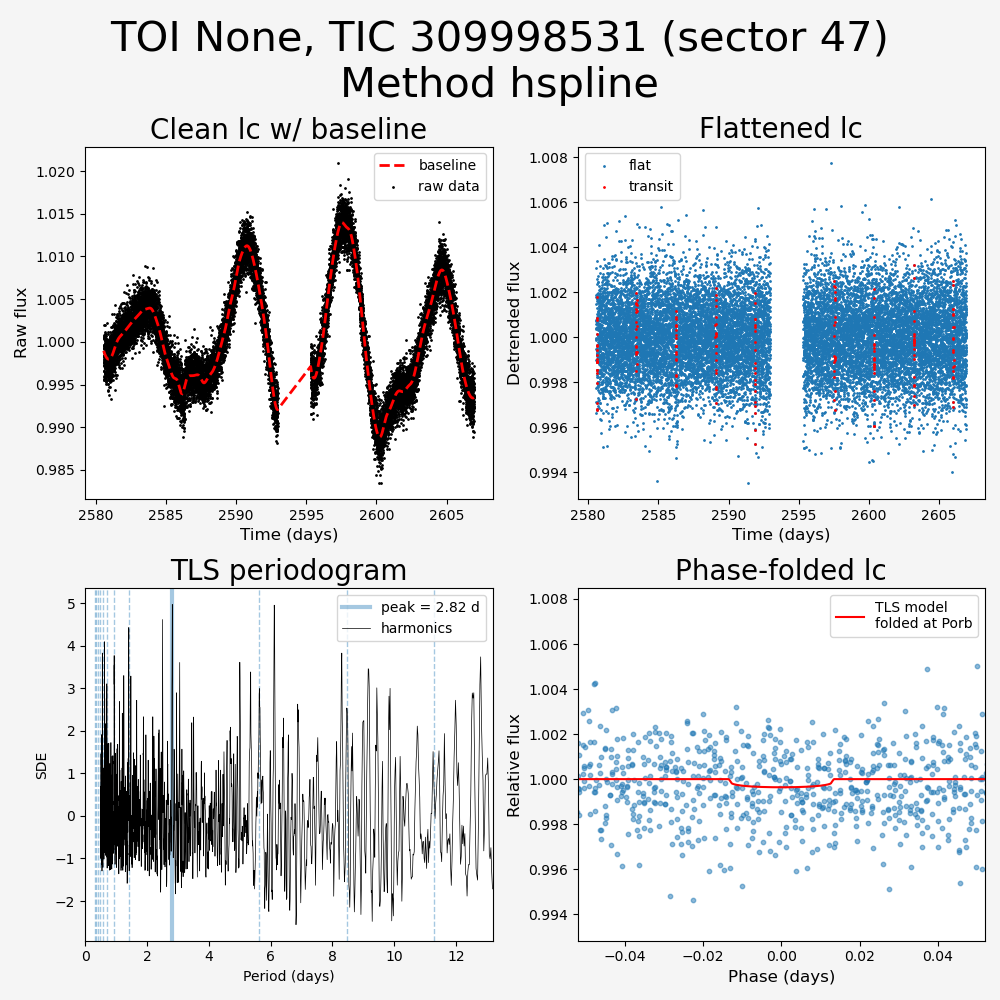 TOI None, TIC 309998531 (sector 47)
Method hspline
Clean lc w/ baseline
Flattened lc
baseline
raw data
flat
transit
1.020
1.015
1.010
1.005
1.000
0.995
0.990
0.985
Raw flux
2580
2585
2590
2595
2600
2605
Time (days)
1.008
1.006
1.004
1.002
1.000
0.998
0.996
0.994
Detrended flux
2580
2585
2590
2595
2600
2605
Time (days)
TLS periodogram
Phase-folded lc
peak = 2.82 d
harmonics
TLS model
folded at Porb
5
4
3
2
1
0
−1
−2
SDE
0
2
4
6
8
10
12
Period (days)
1.008
1.006
1.004
1.002
1.000
0.998
0.996
0.994
Relative flux
−0.04
−0.02
0.00
0.02
0.04
Phase (days)